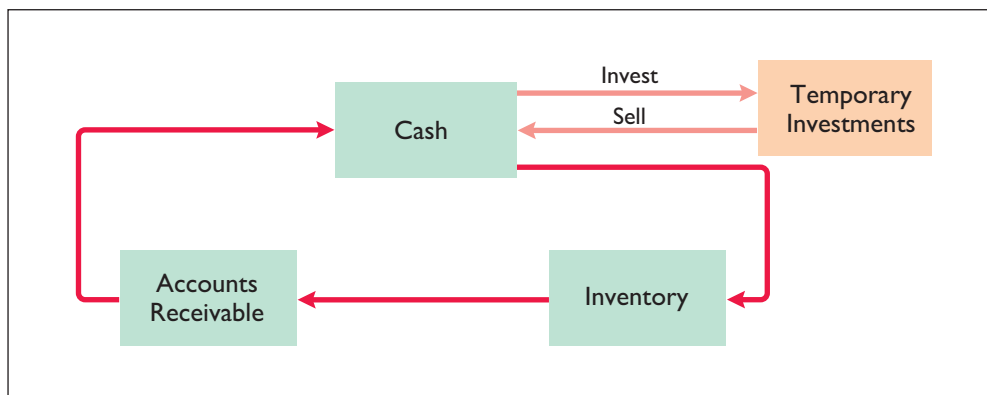 Invest
Temporary
Investments
Cash
Sell
Accounts
Receivable
Inventory